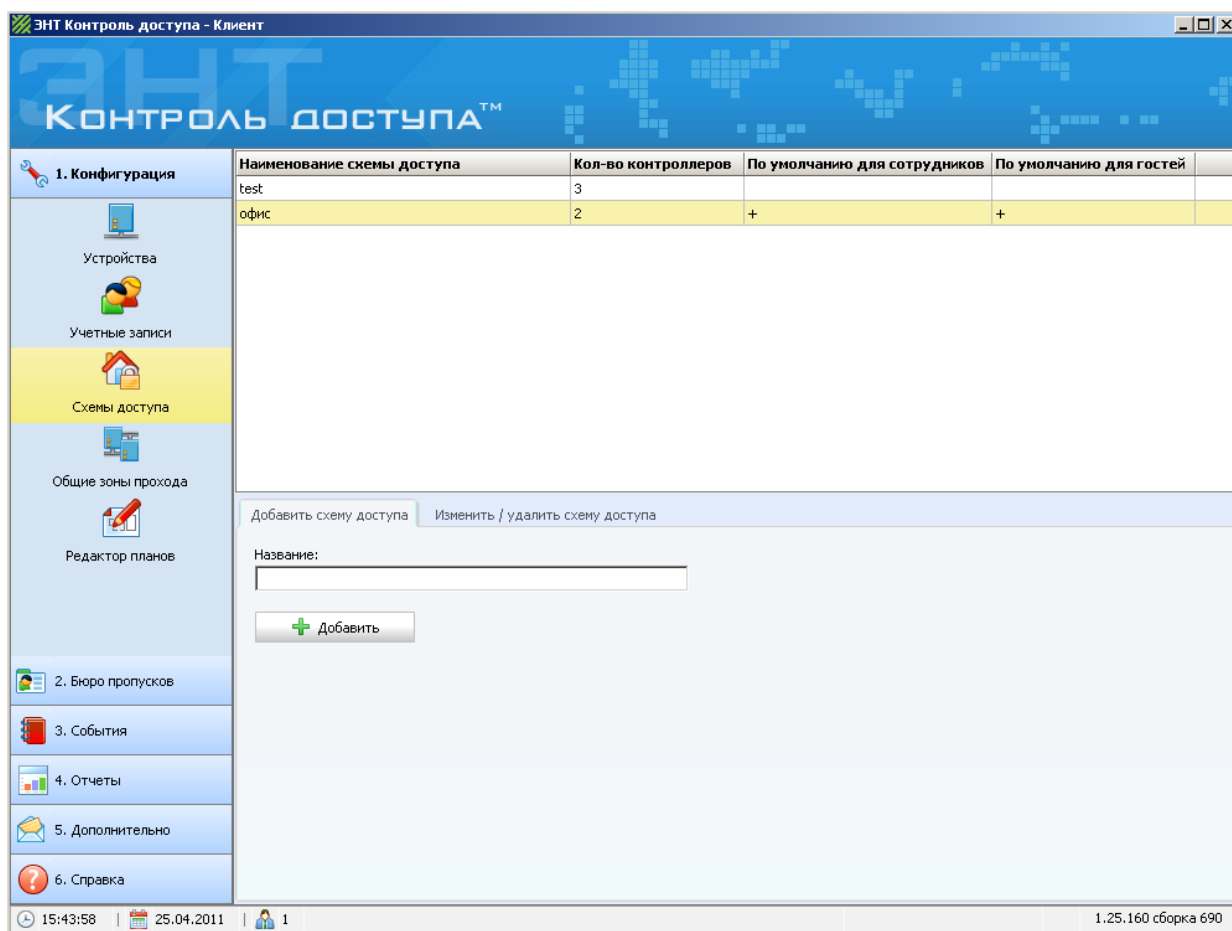 ЭНТ Контроль доступа - Клиент
ЭНТ
Контроль доступа™
1. Конфигурация
Устройства
Учетные записи
Схемы доступа
Общие зоны прохода
Редактор планов
2. Бюро пропусков
3. События
4. Отчеты
5. Дополнительно
6. Справка
Наименование схемы доступа Кол-во контроллеров По умолчанию для сотрудников По умолчанию для гостей
test 3
офис 2 + +
Добавить схему доступа Изменить / удалить схему доступа
Название:
Добавить
15:43:58 | 25.04.2011 | 1 1.25.160 сборка 690